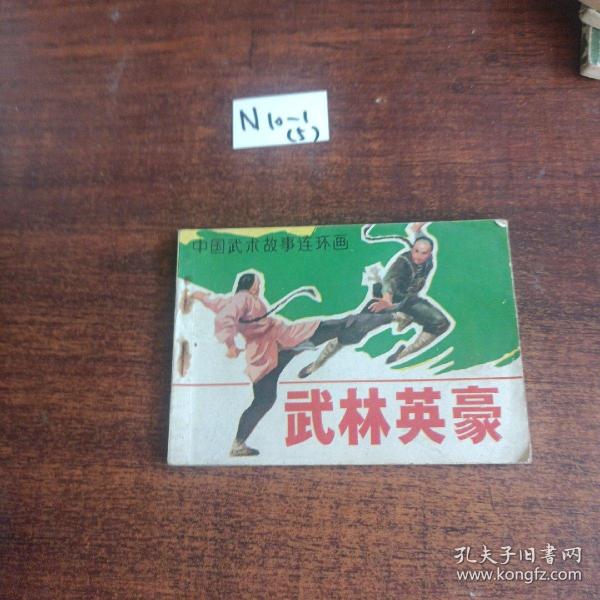 N 10-1
(5)
中国武术故事连环画
武林英豪
孔夫子旧书网
www.kongfz.com